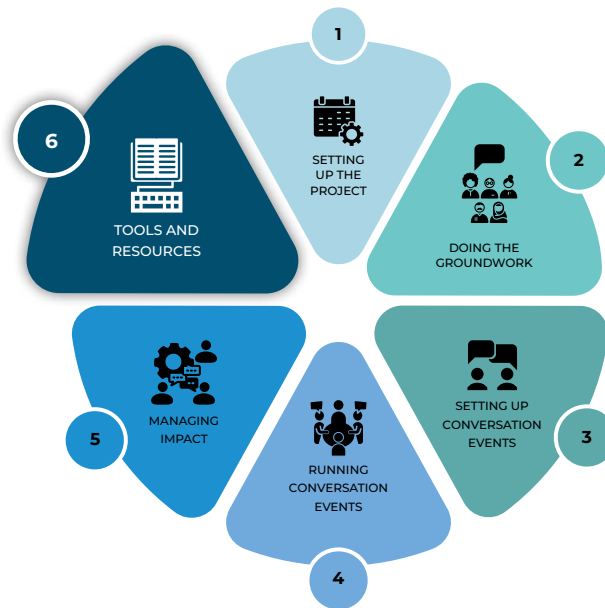 1
SETTING
UP THE
PROJECT
2
DOING THE
GROUNDWORK
3
SETTING UP
CONVERSATION
EVENTS
4
RUNNING
CONVERSATION
EVENTS
5
MANAGING
IMPACT
6
TOOLS AND
RESOURCES